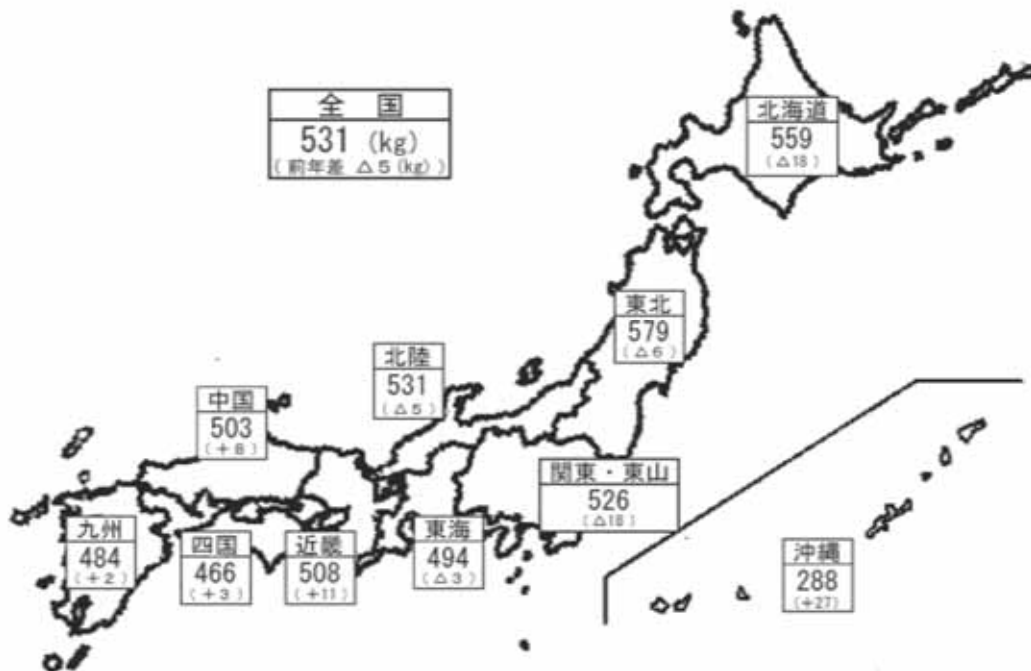 全 国
531 (kg)
(前年差 △5(kg))
北海道
559
(△18)
東北
579
(△6)
北陸
531
(△5)
中国
503
(+8)
関東・東山
526
(△18)
九州
484
(+2)
四国
466
(+3)
近畿
508
(+11)
東海
494
(△3)
沖縄
288
(+27)